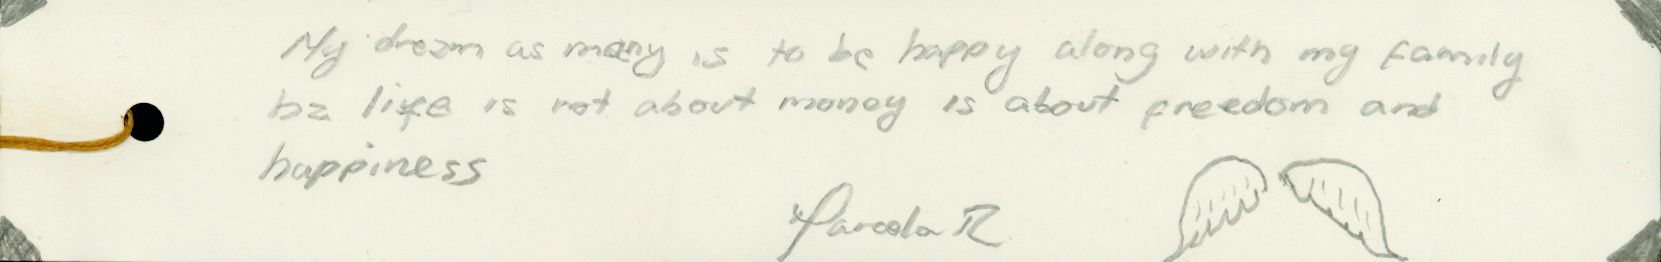 My dream as many is to be happy along with my family
bz life is not about money is about freedom and
happiness
Marcela R